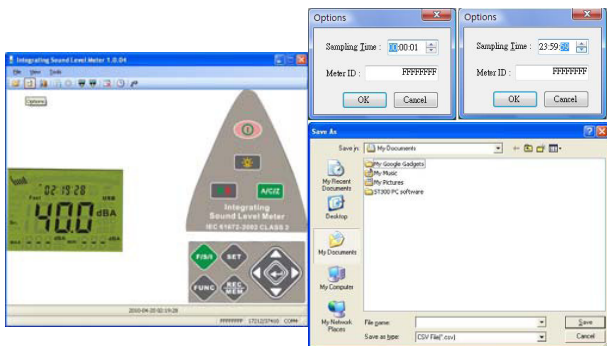 Integrating Sound Level Meter 1.0.04
File View Tools
Options
02:19:28
Fast
USB
40.0 dBA
A/C/Z
Integrating
Sound Level Meter
IEC 61672-2002 CLASS 2
F/S/I
SET
FUNC
REC
MEM
2010-04-20 02:19:28
FFFFFFFF 17212/37410 COM4
Options
Sampling Time : 00:00:01
Meter ID : FFFFFFFF
OK Cancel
Options
Sampling Time : 23:59:59
Meter ID : FFFFFFFF
OK Cancel
Save As
Save in: My Documents
My Recent
Documents
Desktop
My Documents
My Computer
My Network
Places
My Google Gadgets
My Music
My Pictures
ST300 PC software
File name:
Save
Save as type: CSV File(*.csv)
Cancel